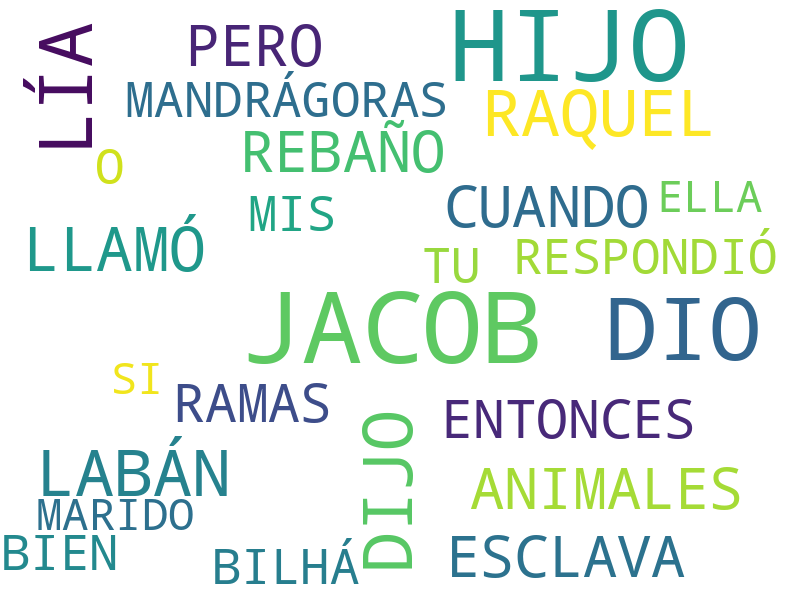 LÍA
PERO
HIJO
MANDRÁGORAS
RAQUEL
REBAÑO
O
MIS
CUANDO
ELLA
LLAMÓ
TU
RESPONDIÓ
JACOB
DIO
SI
RAMAS
ENTONCES
DIJO
LABÁN
ANIMALES
MARIDO
BIEN
BILHÁ
ESCLAVA